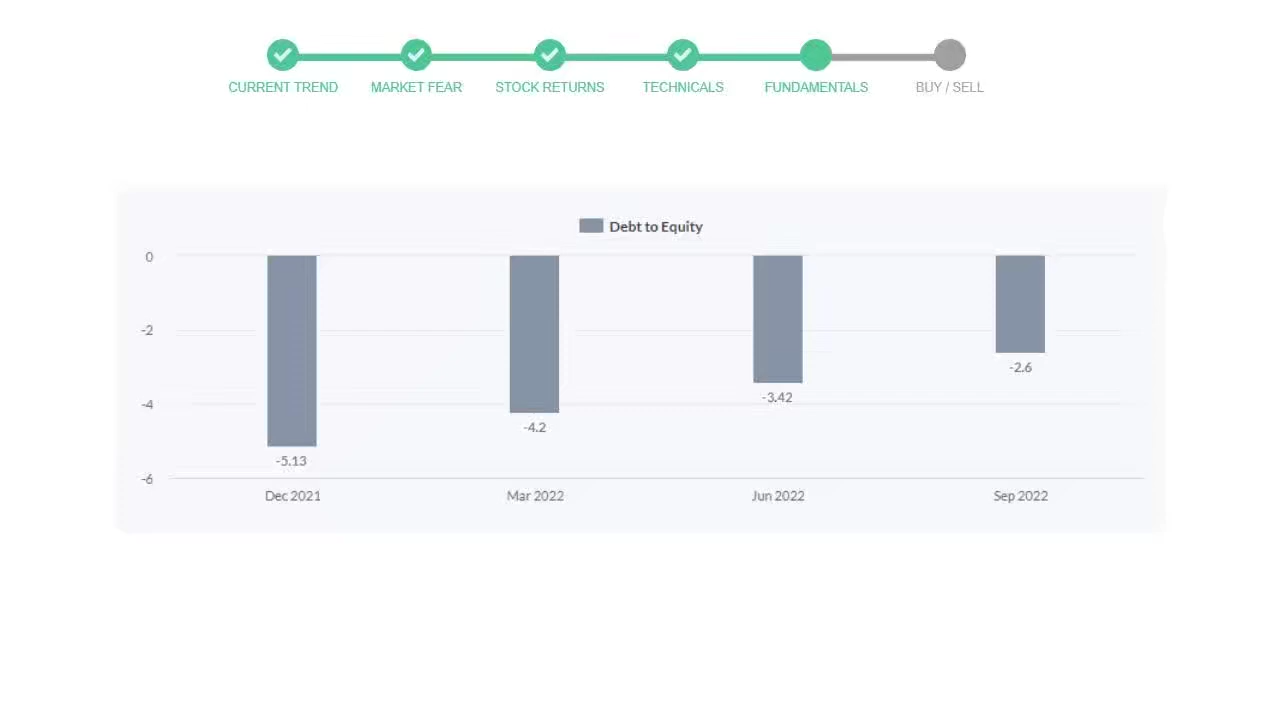 CURRENT TREND MARKET FEAR STOCK RETURNS TECHNICALS FUNDAMENTALS BUY / SELL
Debt to Equity
0
-2
-4
-6
-5.13
-4.2
-3.42
-2.6
Dec 2021 Mar 2022 Jun 2022 Sep 2022